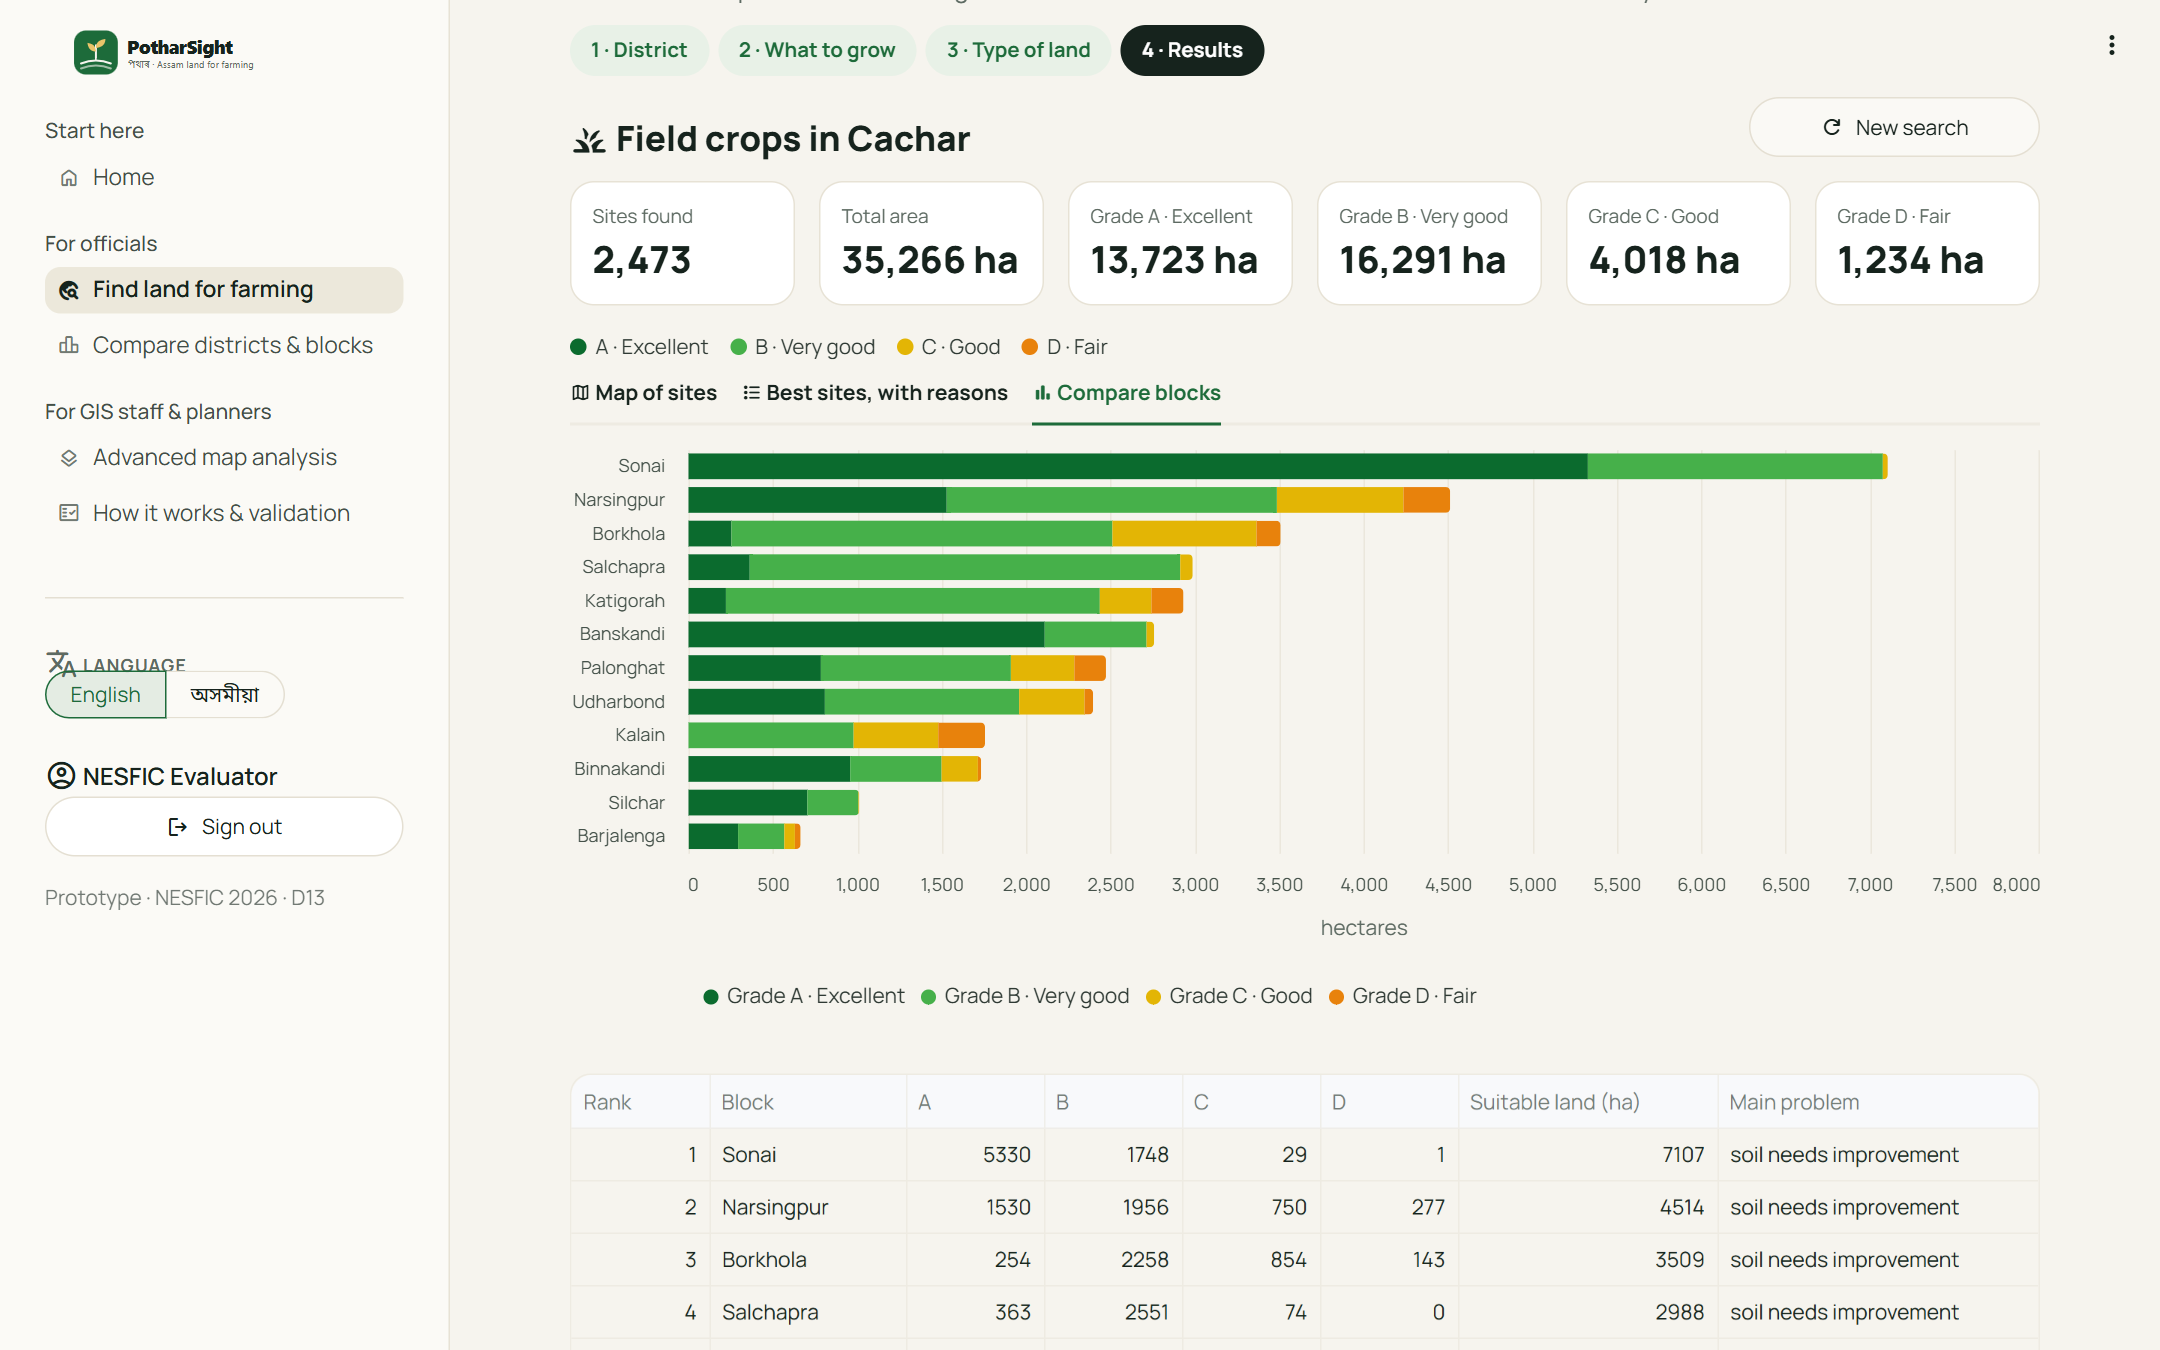 PotharSight
পথাৰ · Assam land for farming
Start here
Home
For officials
Find land for farming
Compare districts & blocks
For GIS staff & planners
Advanced map analysis
How it works & validation
LANGUAGE
English অসমীয়া
NESFIC Evaluator
Sign out
Prototype · NESFIC 2026 · D13
1 · District 2 · What to grow 3 · Type of land 4 · Results
Field crops in Cachar
New search
Sites found Total area Grade A · Excellent Grade B · Very good Grade C · Good Grade D · Fair
2,473 35,266 ha 13,723 ha 16,291 ha 4,018 ha 1,234 ha
A · Excellent B · Very good C · Good D · Fair
Map of sites Best sites, with reasons Compare blocks
Sonai
Narsingpur
Borkhola
Salchapra
Katigorah
Banskandi
Palonghat
Udharbond
Kalain
Binnakandi
Silchar
Barjalenga
0 500 1,000 1,500 2,000 2,500 3,000 3,500 4,000 4,500 5,000 5,500 6,000 6,500 7,000 7,500 8,000
hectares
Grade A · Excellent Grade B · Very good Grade C · Good Grade D · Fair
Rank Block A B C D Suitable land (ha) Main problem
1 Sonai 5330 1748 29 1 7107 soil needs improvement
2 Narsingpur 1530 1956 750 277 4514 soil needs improvement
3 Borkhola 254 2258 854 143 3509 soil needs improvement
4 Salchapra 363 2551 74 0 2988 soil needs improvement